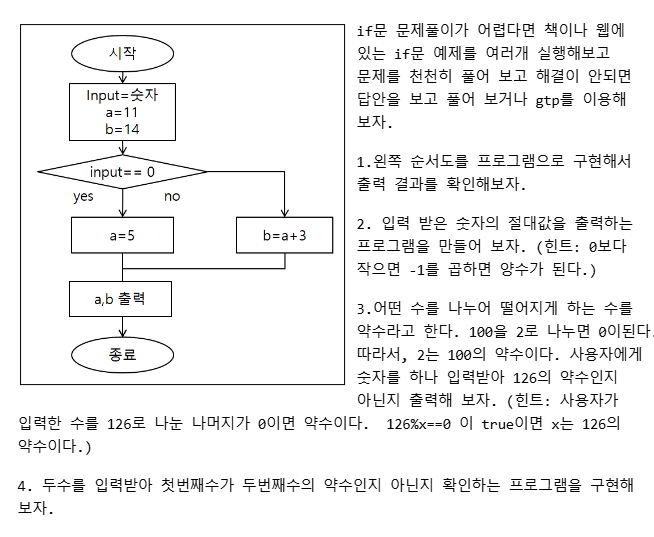 시작
Input=숫자
a=11
b=14
input== 0
yes
no
a=5
b=a+3
a,b 출력
종료
if문 문제풀이가 어렵다면 책이나 웹에
있는 if문 예제를 여러개 실행해보고
문제를 천천히 풀어 보고 해결이 안되면
답안을 보고 풀어 보거나 gtp를 이용해
보자.
1.왼쪽 순서도를 프로그램으로 구현해서
출력 결과를 확인해보자.
2. 입력 받은 숫자의 절대값을 출력하는
프로그램을 만들어 보자. (힌트: 0보다
작으면 -1를 곱하면 양수가 된다.)
3.어떤 수를 나누어 떨어지게 하는 수를
약수라고 한다. 100을 2로 나누면 0이된다.
따라서, 2는 100의 약수이다. 사용자에게
숫자를 하나 입력받아 126의 약수인지
아닌지 출력해 보자. (힌트: 사용자가
입력한 수를 126로 나눈 나머지가 0이면 약수이다. 126%x==0 이 true이면 x는 126의
약수이다.)
4. 두수를 입력받아 첫번째수가 두번째수의 약수인지 아닌지 확인하는 프로그램을 구현해
보자.